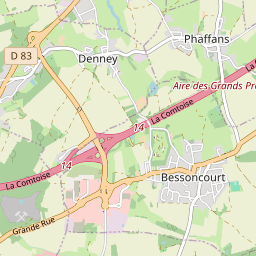 Phaffans
D 83
Denney
Aire des Grands Pr
La Comtoise
La Comtoise
14
14
Bessoncourt
La Comtoise
Grande Rue